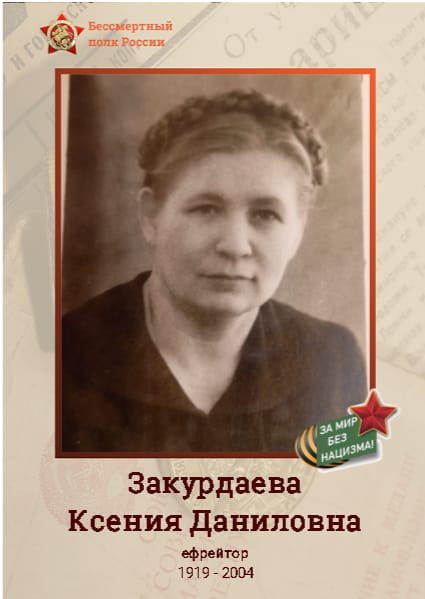 Бессмертный
полк России
ЗА МИР
БЕЗ
НАЦИЗМА!
Закурдаева
Ксения Даниловна
ефрейтор
1919 - 2004